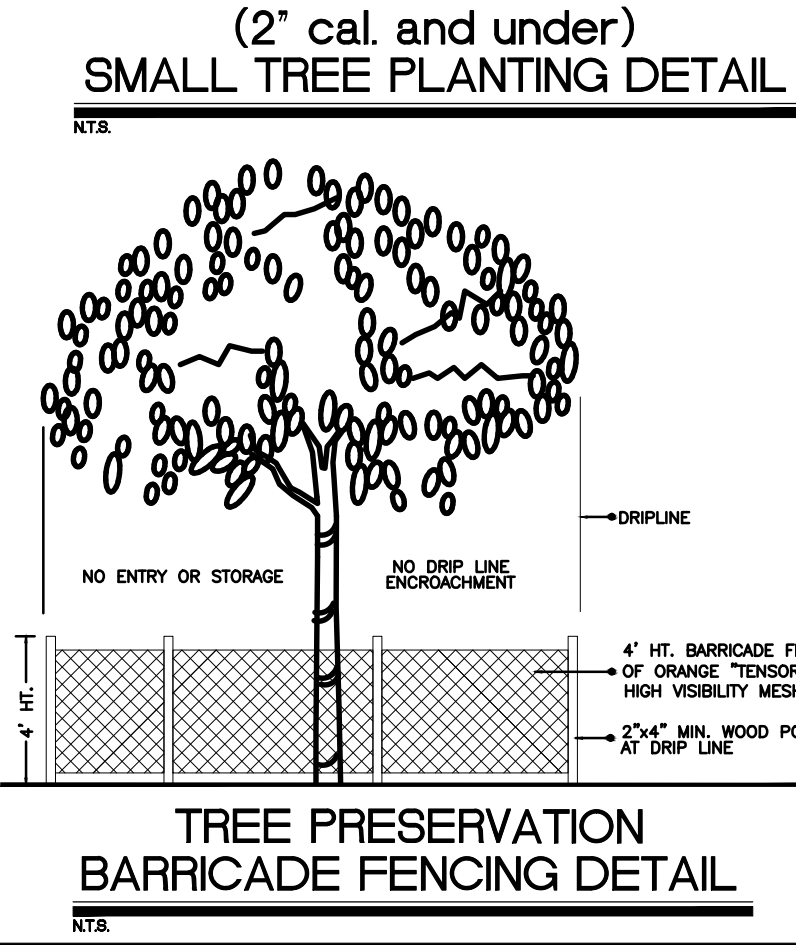 (2" cal. and under)
SMALL TREE PLANTING DETAIL
N.T.S.
DRIPLINE
NO ENTRY OR STORAGE
NO DRIP LINE
ENCROACHMENT
4' HT. BARRICADE
OF ORANGE "TENSOR
HIGH VISIBILITY MESH
4' HT.
2"x4" MIN. WOOD
AT DRIP LINE
TREE PRESERVATION
BARRICADE FENCING DETAIL
N.T.S.